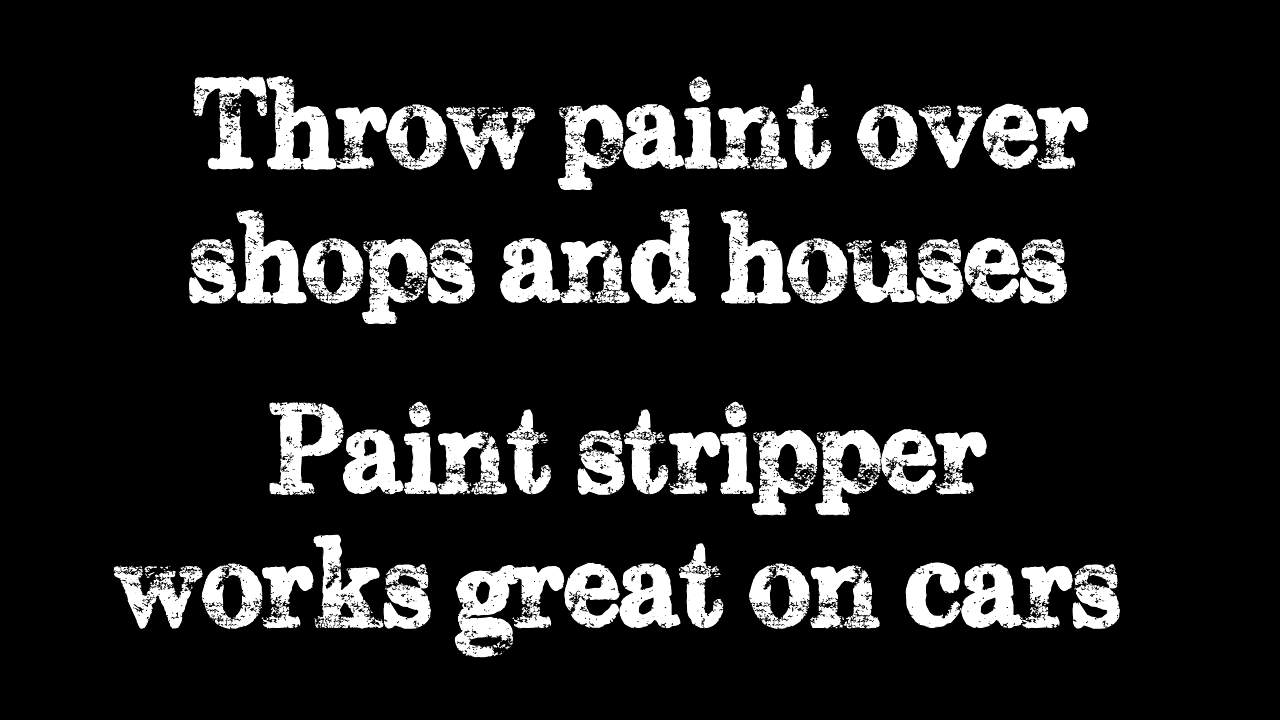 Throw paint over
shops and houses
Paint stripper
works great on cars